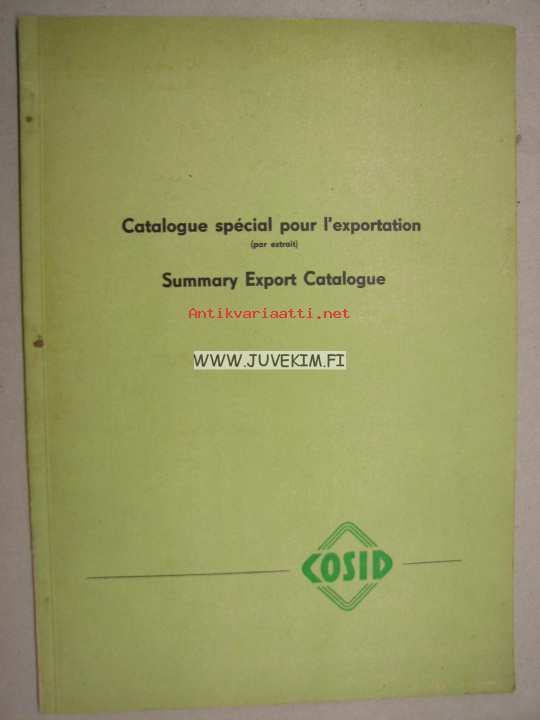 Catalogue spécial pour l'exportation
(par extrait)
Summary Export Catalogue
Antikvariaatti.net
WWW.JUVEKIM.FI
COSID